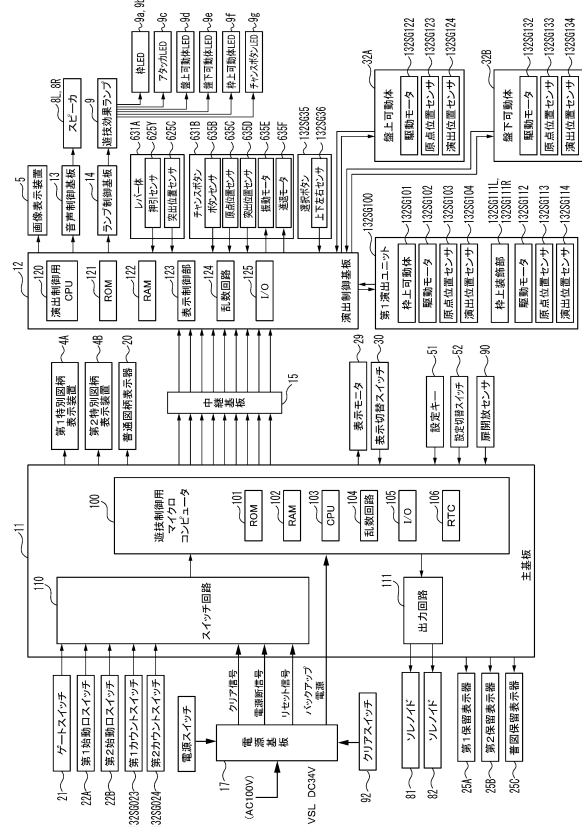 21
ゲートスイッチ
22A
第1始動口スイッチ
22B
第2始動口スイッチ
132SG023
第1カウントスイッチ
132SG024
第2カウントスイッチ
電源スイッチ
17
電源基板
(AC100V)
VSL DC34V
92
クリアスイッチ
クリア信号
電源断信号
リセット信号
バックアップ
電源
81
ソレノイド
82
ソレノイド
25A
第1保留表示器
25B
第2保留表示器
25C
普図保留表示器
11
110
スイッチ回路
111
出力回路
主基板
100
遊技制御用
マイクロ
コンピュータ
101
ROM
102
RAM
103
CPU
104
乱数回路
105
I/O
106
RTC
第1特別図柄
表示装置
4A
第2特別図柄
表示装置
4B
普通図柄表示器
20
中継基板
15
表示モニタ
29
表示切替スイッチ
30
設定キー
51
設定切替スイッチ
52
扉開放センサ
90
12
120
演出制御用
CPU
121
ROM
122
RAM
123
表示制御部
124
乱数回路
125
I/O
演出制御基板
画像表示装置
5
音声制御基板
13
ランプ制御基板
14
スピーカ
8L, 8R
遊技効果ランプ
9
枠LED
9a, 9b
アタッカLED
9c
盤上可動体LED
9d
盤下可動体LED
9e
枠上可動体LED
9f
チャンスボタンLED
9g
レバー体
631A
押引センサ
625Y
突出位置センサ
625C
チャンスボタン
631B
ボタンセンサ
635B
原点位置センサ
635C
突出位置センサ
635D
振動モータ
635E
進退モータ
635F
選択ボタン
132SG35
上下左右センサ
132SG36
第1演出ユニット
132SG100
枠上可動体
132SG101
駆動モータ
132SG102
原点位置センサ
132SG103
演出位置センサ
132SG104
枠上装飾部
132SG111L,
132SG111R
駆動モータ
132SG112
原点位置センサ
132SG113
演出位置センサ
132SG114
盤上可動体
32A
駆動モータ
132SG122
原点位置センサ
132SG123
演出位置センサ
132SG124
盤下可動体
32B
駆動モータ
132SG132
原点位置センサ
132SG133
演出位置センサ
132SG134